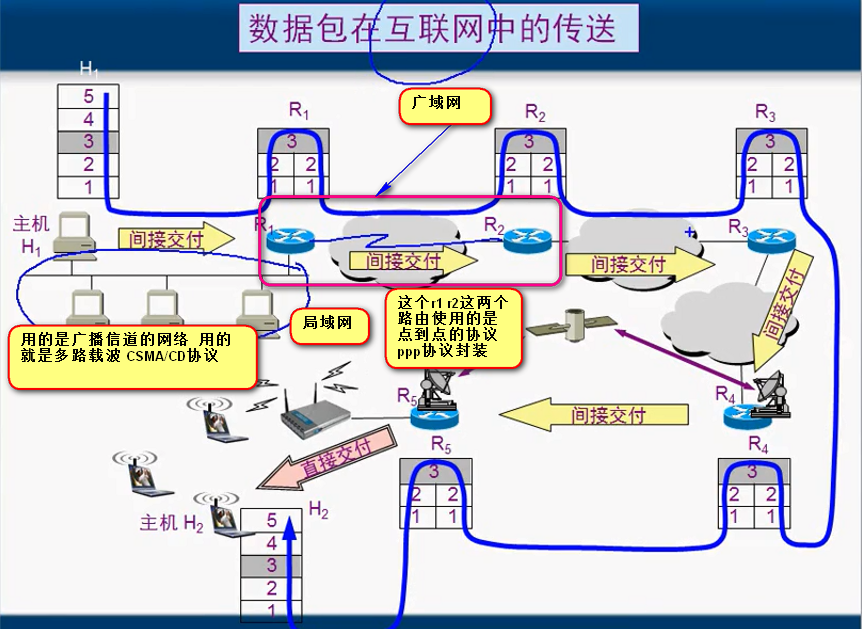 数据包在互联网中的传送
H1
5
4
3
2
1
R1
3
2 2
1 1
广域网
R2
3
2 2
1 1
R3
3
2 2
1 1
主机
H1
间接交付
R1
间接交付
R2
间接交付
+
R3
间接交付
用的是广播信道的网络 用的
就是多路载波 CSMA/CD协议
局域网
这个r1 r2这两个
路由使用的是
点到点的协议
ppp协议封装
R5
间接交付
R4
直接交付
R5
3
2 2
1 1
R4
3
2 2
1 1
主机 H2
H2
5
4
3
2
1